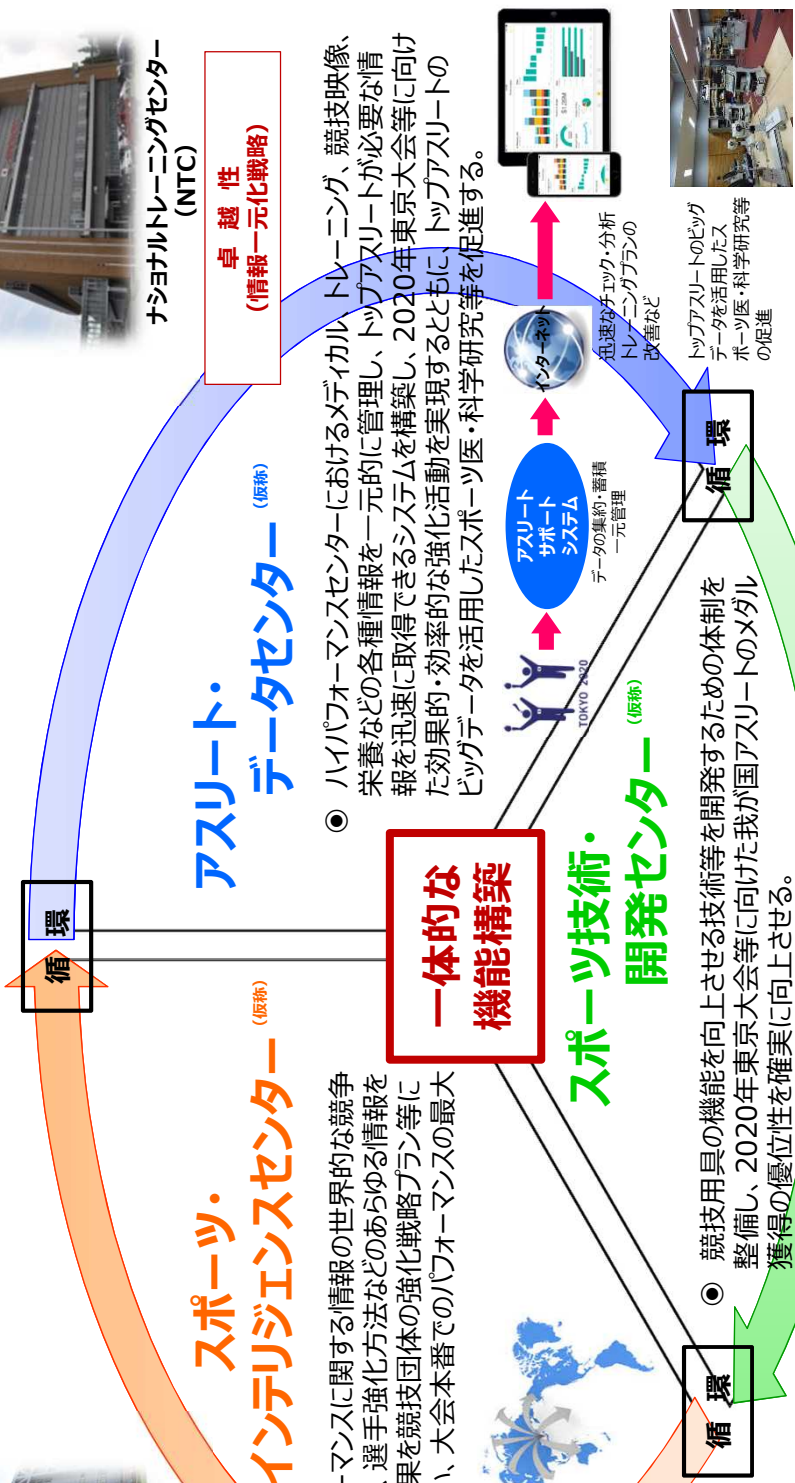 ナショナルトレーニングセンター
(NTC)
卓 越 性
(情報一元化戦略)
循 環
スポーツ・
インテリジェンスセンター (仮称)
ーマンスに関する情報の世界的な競争
、選手強化方法などのあらゆる情報を
果を競技団体の強化戦略プラン等に
い、大会本番でのパフォーマンスの最大
アスリート・
データセンター (仮称)
◉ ハイパフォーマンスセンターにおけるメディカル、トレーニング、競技映像、
栄養などの各種情報を一元的に管理し、トップアスリートが必要な情
報を迅速に取得できるシステムを構築し、2020年東京大会等に向け
た効果的・効率的な強化活動を実現するとともに、トップアスリートの
ビッグデータを活用したスポーツ医・科学研究等を促進する。
TOKYO 2020
アスリート
サポート
システム
データの集約・蓄積
一元管理
インターネット
迅速なチェック・分析
トレーニングプランの
改善など
トップアスリートのビッグ
データを活用したス
ポーツ医・科学研究等
の促進
一体的な
機能構築
循 環
循 環
スポーツ技術・
開発センター (仮称)
◉ 競技用具の機能を向上させる技術等を開発するための体制を
整備し、2020年東京大会等に向けた我が国アスリートのメダル
獲得の優位性を確実に向上させる。